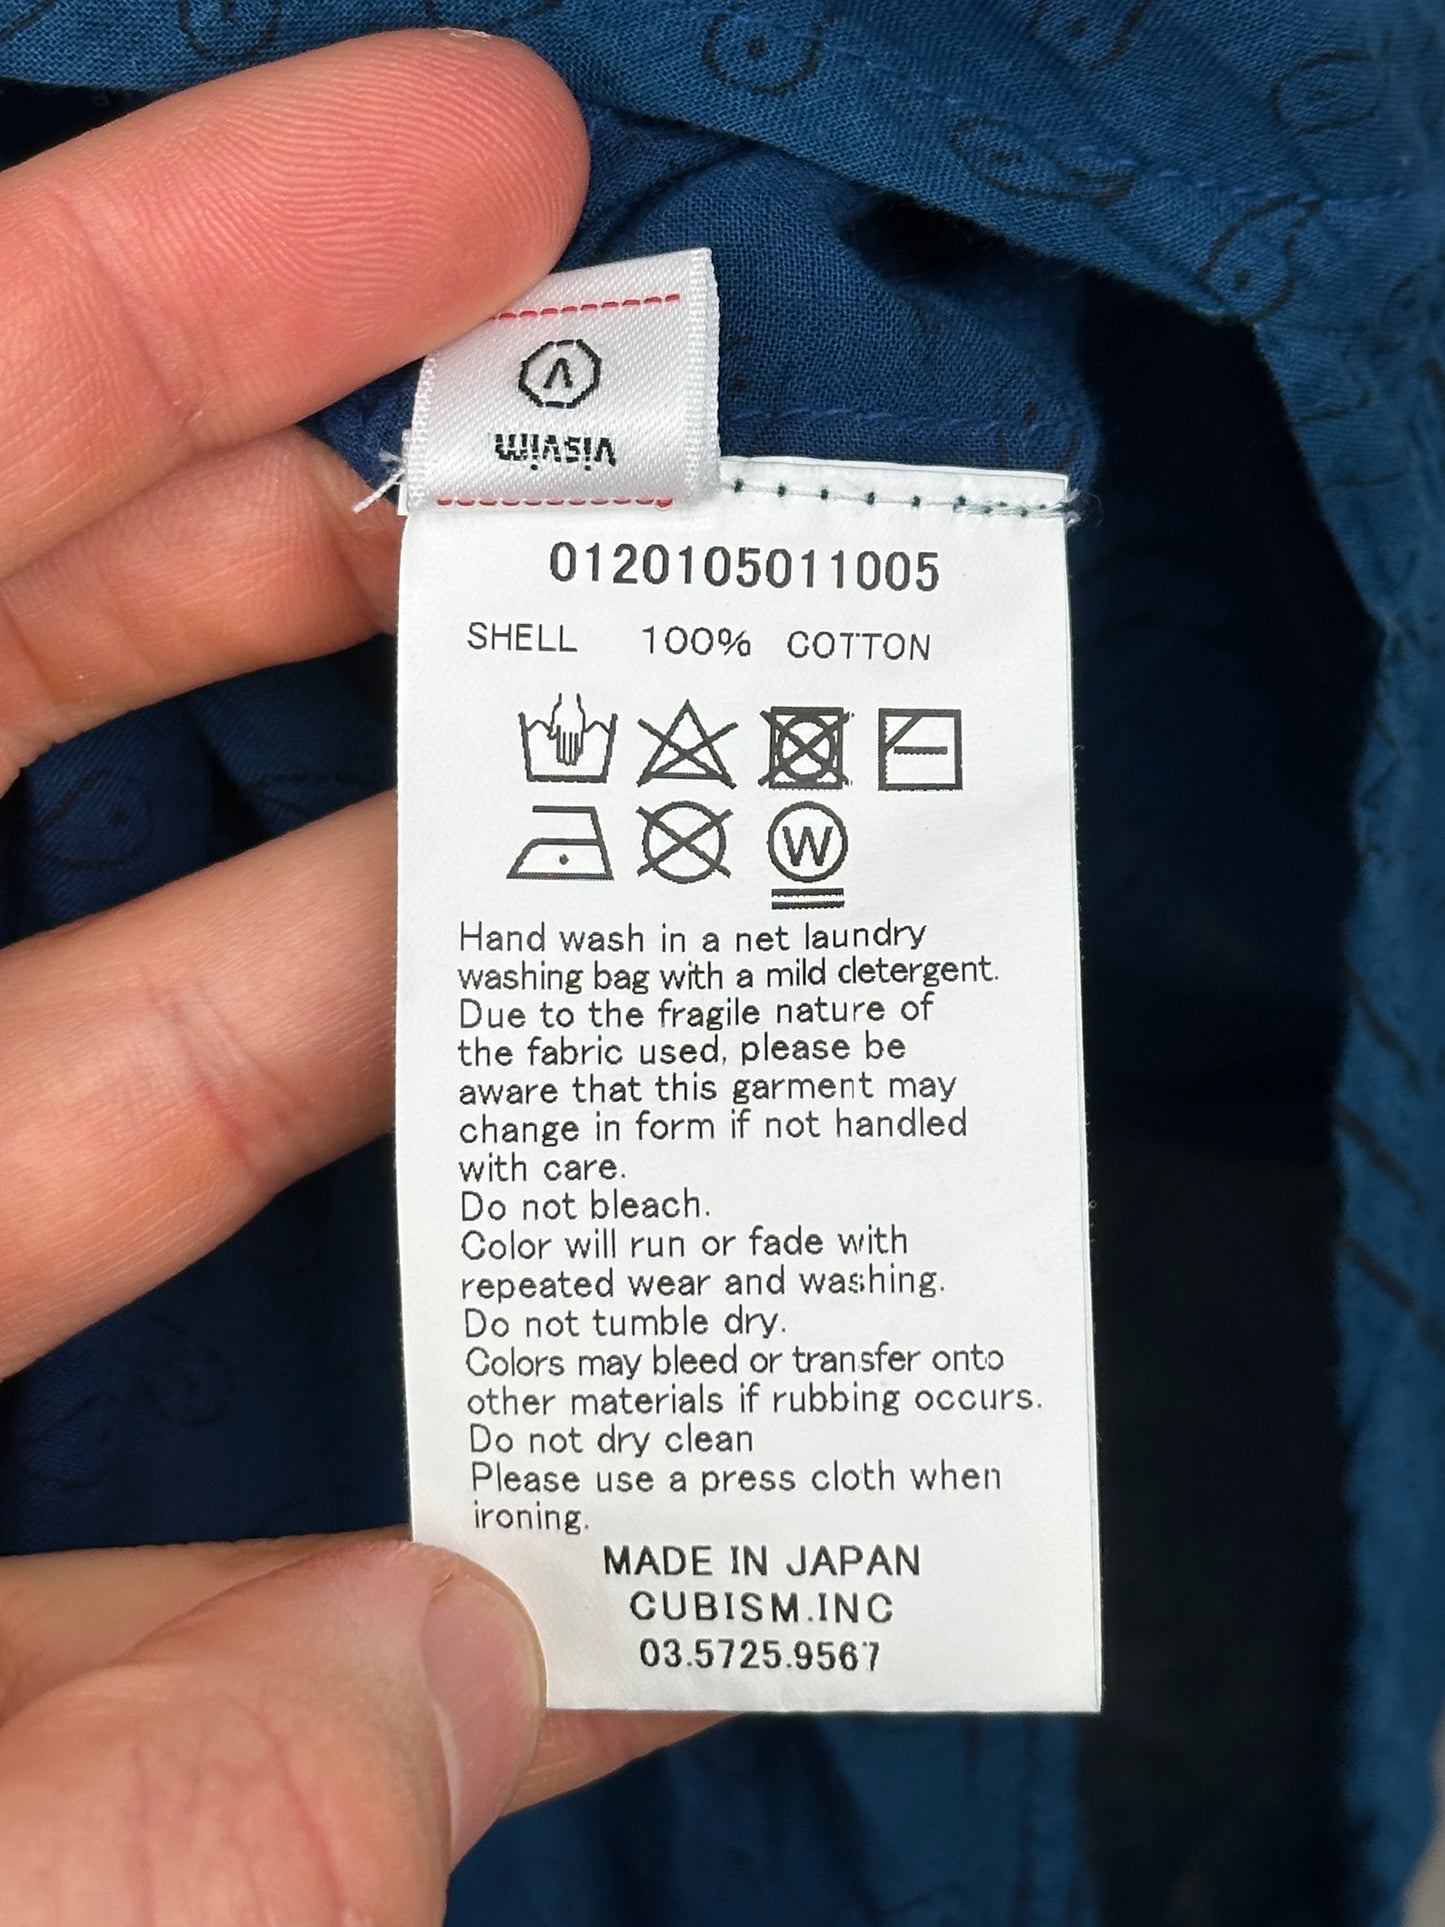 visvim
0120105011005
SHELL 100% COTTON
W
Hand wash in a net laundry
washing bag with a mild detergent.
Due to the fragile nature of
the fabric used, please be
aware that this garment may
change in form if not handled
with care.
Do not bleach.
Color will run or fade with
repeated wear and washing.
Do not tumble dry.
Colors may bleed or transfer onto
other materials if rubbing occurs.
Do not dry clean
Please use a press cloth when
ironing.
MADE IN JAPAN
CUBISM.INC
03.5725.9567